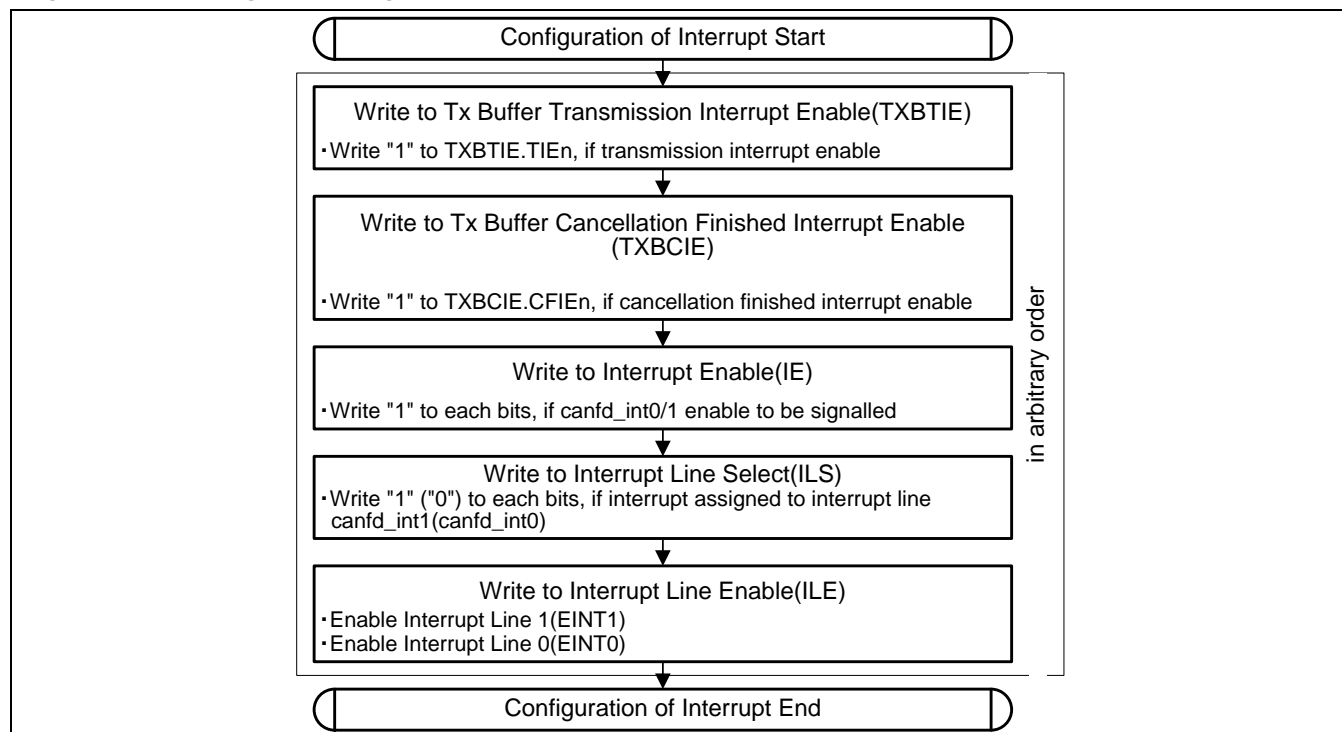 Configuration of Interrupt Start
Write to Tx Buffer Transmission Interrupt Enable(TXBTIE)
・Write "1" to TXBTIE.TIEn, if transmission interrupt enable
Write to Tx Buffer Cancellation Finished Interrupt Enable
(TXBCIE)
・Write "1" to TXBCIE.CFIEn, if cancellation finished interrupt enable
Write to Interrupt Enable(IE)
・Write "1" to each bits, if canfd_int0/1 enable to be signalled
Write to Interrupt Line Select(ILS)
・Write "1" ("0") to each bits, if interrupt assigned to interrupt line
canfd_int1(canfd_int0)
Write to Interrupt Line Enable(ILE)
・Enable Interrupt Line 1(EINT1)
・Enable Interrupt Line 0(EINT0)
in arbitrary order
Configuration of Interrupt End